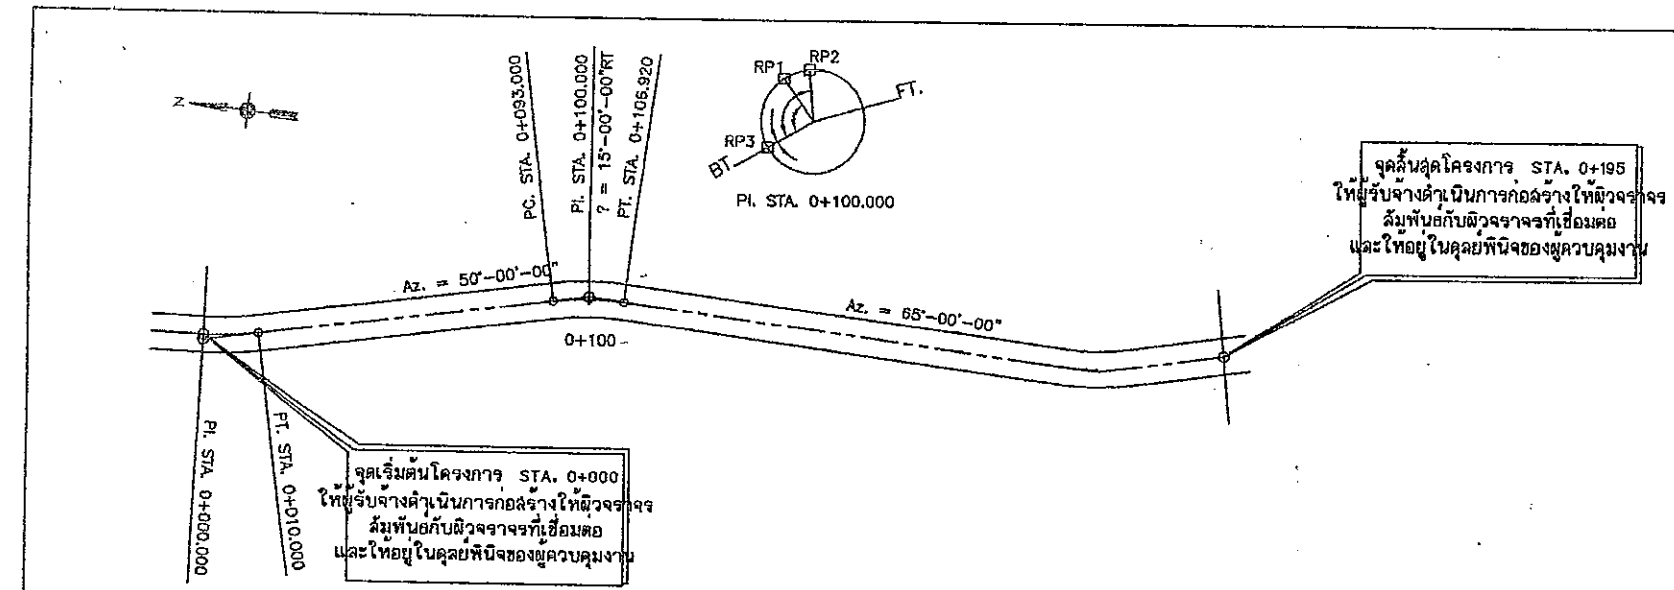 Z
PC. STA. 0+093.000
PI. STA. 0+100.000
? = 15°-00'-00"RT
PT. STA. 0+106.920
RP1
RP2
RP3
FT.
BT
PI. STA. 0+100.000
จุดสิ้นสุดโครงการ STA. 0+195
ให้ผู้รับจ้างดำเนินการก่อสร้างให้ผิวจราจร
สัมพันธ์กับผิวจราจรที่เชื่อมต่อ
และให้อยู่ในดุลย์พินิจของผู้ควบคุมงาน
Az. = 50°-00'-00"
Az. = 65°-00'-00"
0+100
PI. STA. 0+000.000
PT. STA. 0+010.000
จุดเริ่มต้นโครงการ STA. 0+000
ให้ผู้รับจ้างดำเนินการก่อสร้างให้ผิวจราจร
สัมพันธ์กับผิวจราจรที่เชื่อมต่อ
และให้อยู่ในดุลย์พินิจของผู้ควบคุมงาน